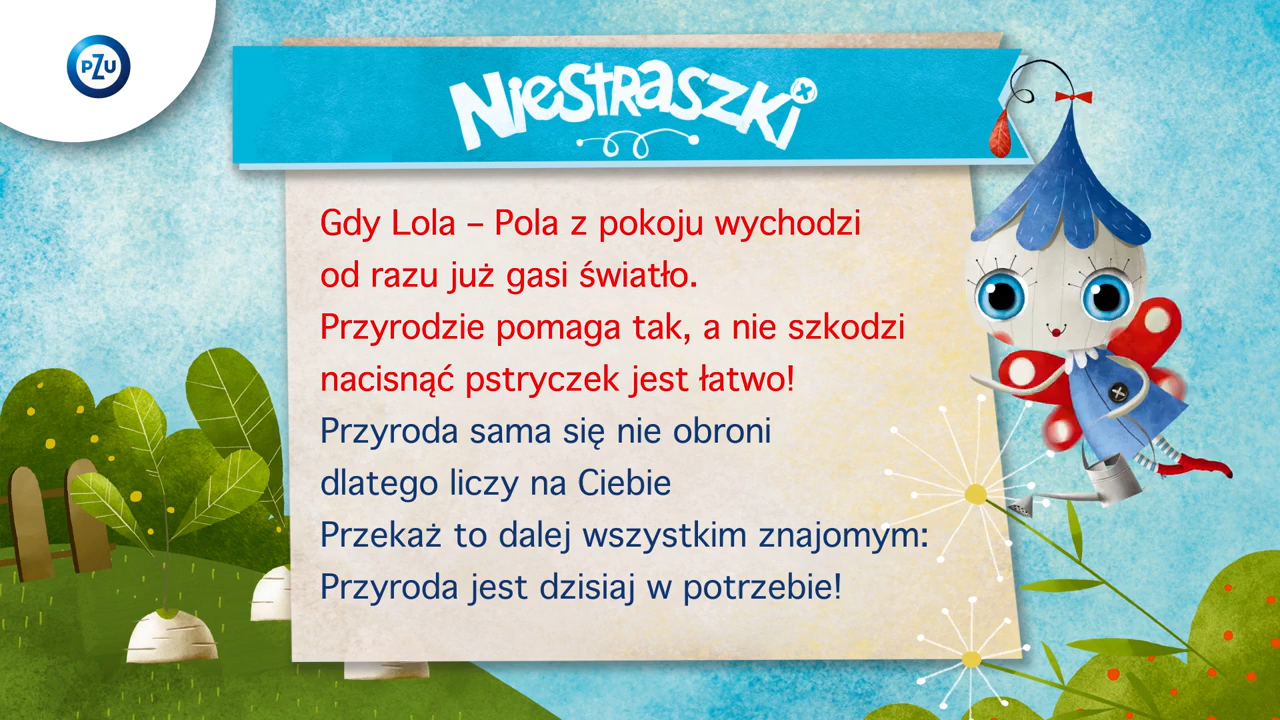 PZU
NieSTRaSZKi
Gdy Lola – Pola z pokoju wychodzi
od razu już gasi światło.
Przyrodzie pomaga tak, a nie szkodzi
nacisnąć pstryczek jest łatwo!
Przyroda sama się nie obroni
dlatego liczy na Ciebie
Przekaż to dalej wszystkim znajomym:
Przyroda jest dzisiaj w potrzebie!